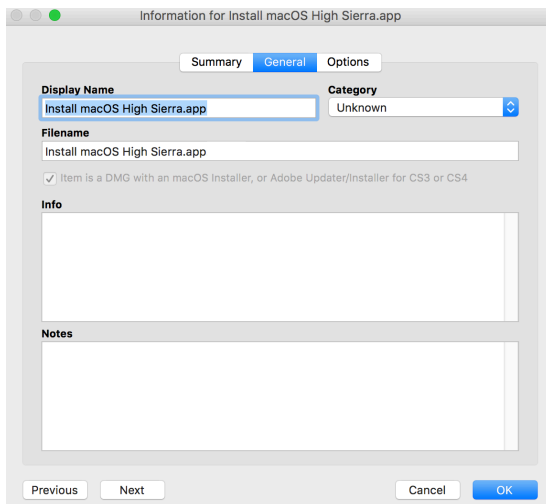 Information for Install macOS High Sierra.app
Summary General Options
Display Name Category
Install macOS High Sierra.app Unknown
Filename
Install macOS High Sierra.app
Item is a DMG with an macOS Installer, or Adobe Updater/Installer for CS3 or CS4
Info
Notes
Previous Next Cancel OK